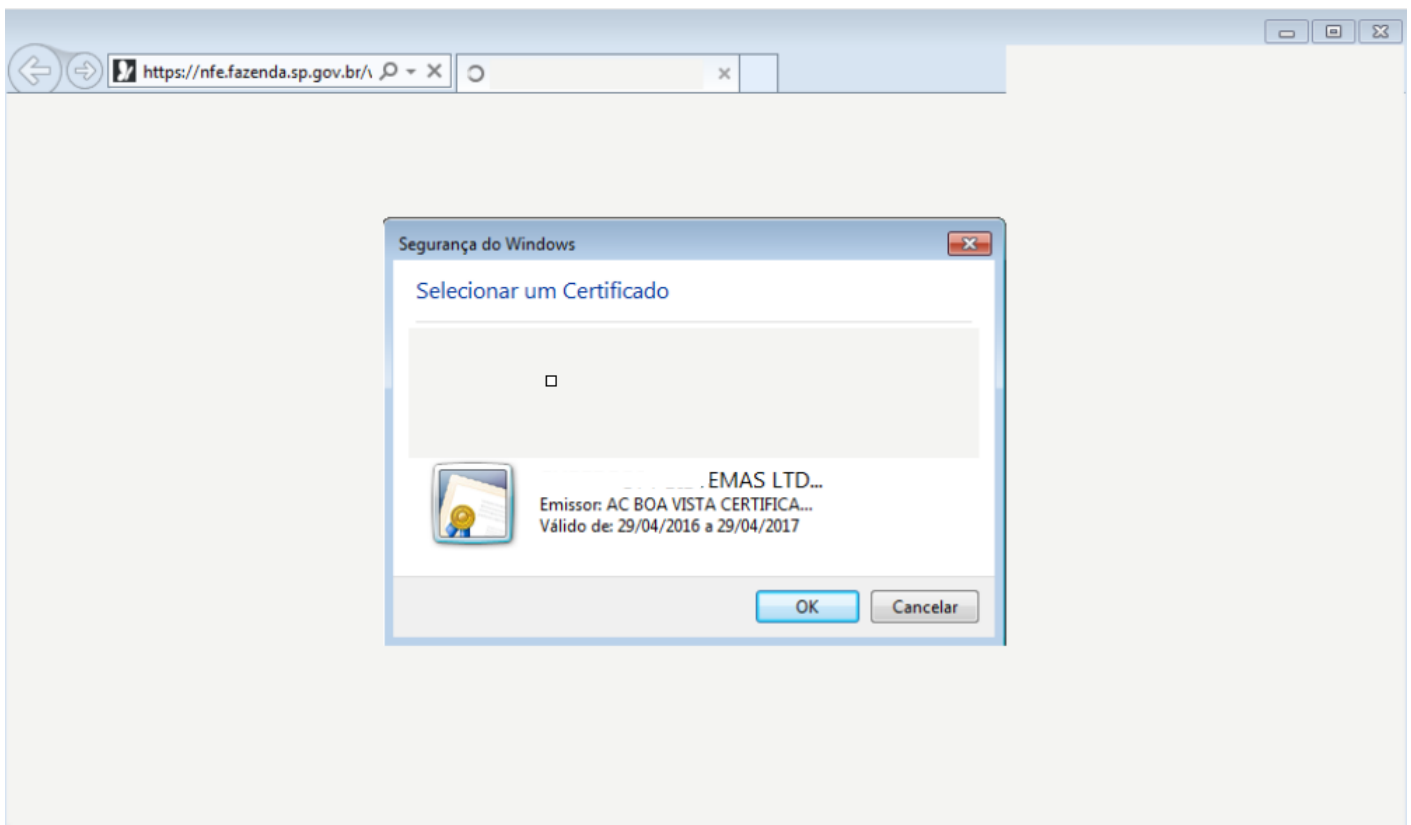 https://nfe.fazenda.sp.gov.br/
Segurança do Windows
Selecionar um Certificado
EMAS LTD...
Emissor: AC BOA VISTA CERTIFICA...
Válido de: 29/04/2016 a 29/04/2017
OK
Cancelar